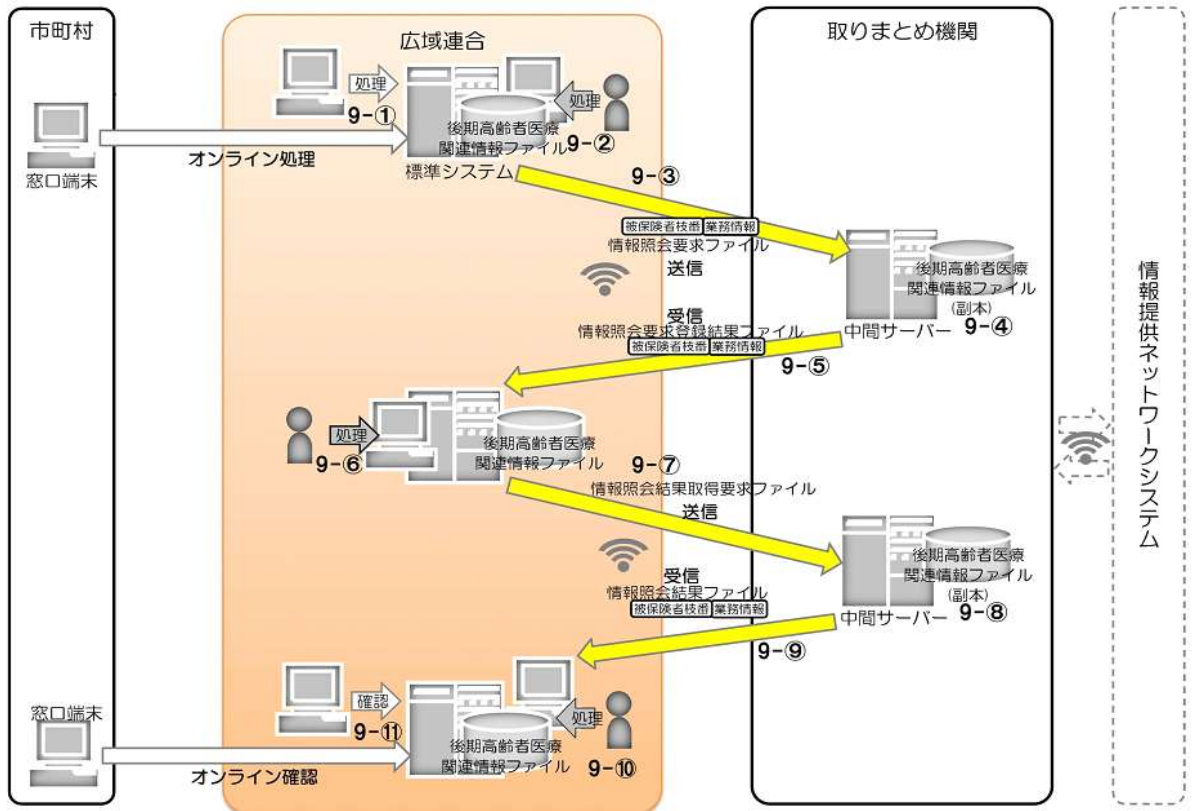 市町村
広域連合
取りまとめ機関
処理
9-①
処理
後期高齢者医療
関連情報ファイル
9-②
標準システム
オンライン処理
窓口端末
9-③
被保険者枝番 業務情報
情報照会要求ファイル
送信
後期高齢者医療
関連情報ファイル
(副本)
中間サーバー
9-④
受信
情報照会要求登録結果ファイル
被保険者枝番 業務情報
9-⑤
処理
9-⑥
後期高齢者医療
関連情報ファイル
9-⑦
情報照会結果取得要求ファイル
送信
後期高齢者医療
関連情報ファイル
(副本)
中間サーバー
9-⑧
受信
情報照会結果ファイル
被保険者枝番 業務情報
9-⑨
確認
9-⑪
処理
後期高齢者医療
関連情報ファイル
9-⑩
窓口端末
オンライン確認
情報提供ネットワークシステム